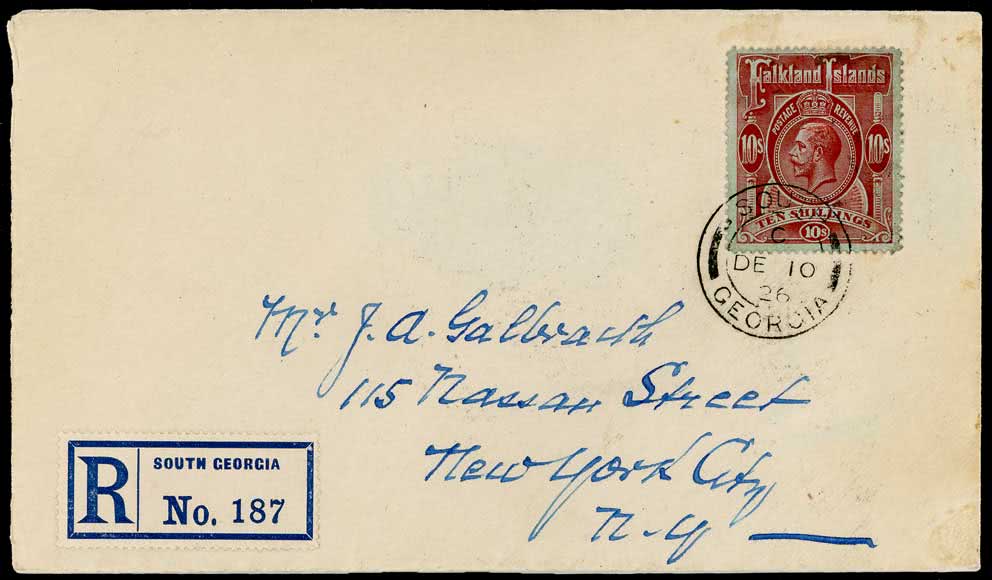 Falkland Islands
POSTAGE REVENUE
10s 10s
TEN SHILLINGS
10s
SOU
C
DE 10
26
GEORGIA
Mr J. A. Galbraith
115 Nassau Street
New York City
N.Y
R
SOUTH GEORGIA
No. 187